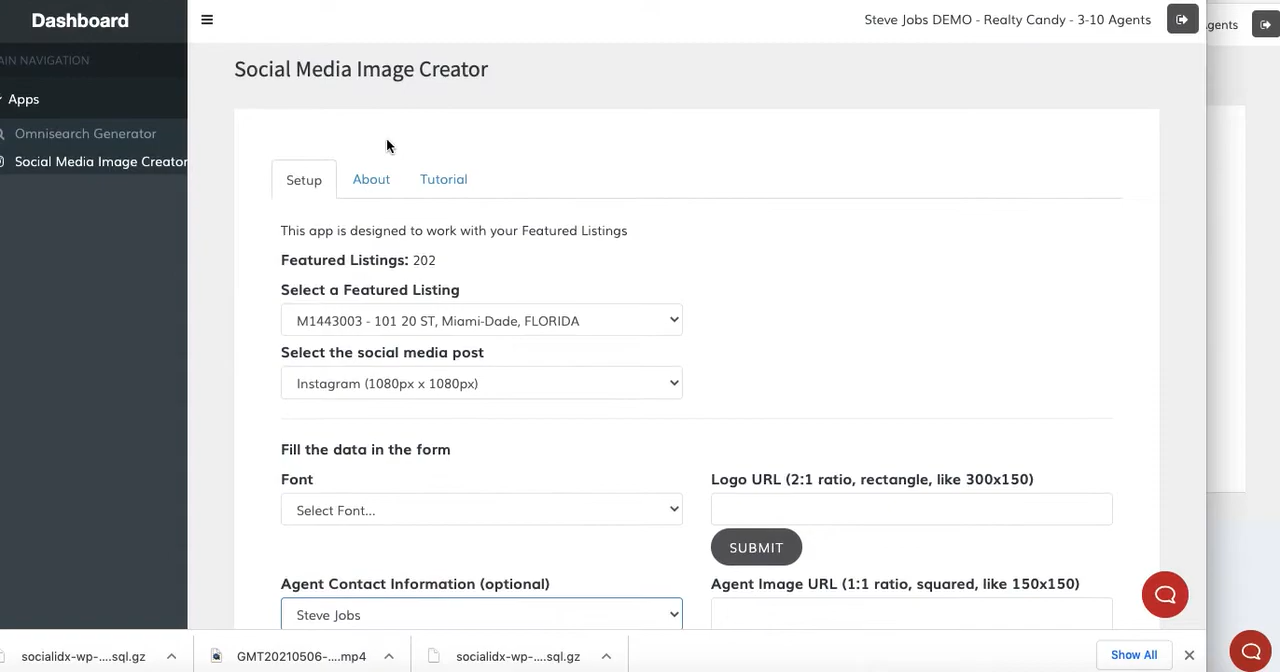 Dashboard
Steve Jobs DEMO - Realty Candy - 3-10 Agents
gents
AIN NAVIGATION
Social Media Image Creator
Apps
Omnisearch Generator
Social Media Image Creator
Setup
About
Tutorial
This app is designed to work with your Featured Listings
Featured Listings: 202
Select a Featured Listing
M1443003 - 101 20 ST, Miami-Dade, FLORIDA
Select the social media post
Instagram (1080px x 1080px)
Fill the data in the form
Font
Logo URL (2:1 ratio, rectangle, like 300x150)
Select Font...
SUBMIT
Agent Contact Information (optional)
Agent Image URL (1:1 ratio, squared, like 150x150)
Steve Jobs
socialidx-wp-....sql.gz
GMT20210506-....mp4
socialidx-wp-....sql.gz
Show All